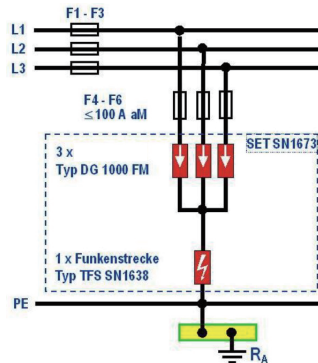 F1 - F3
L1
L2
L3
F4 - F6
≤100 A aM
SET SN1673
3 x
Typ DG 1000 FM
1 x Funkenstrecke
Typ TFS SN1638
PE
RA